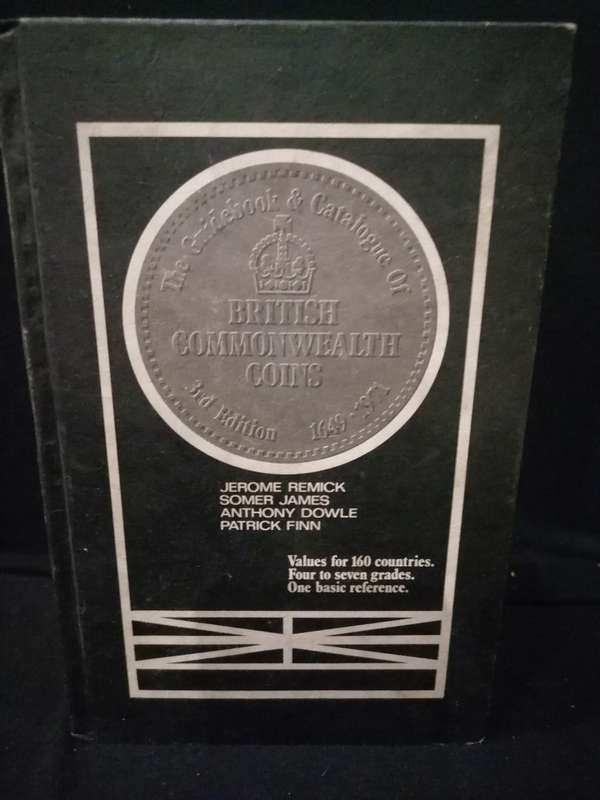 The Guidebook & Catalogue Of
BRITISH
COMMONWEALTH
COINS
3rd Edition 1649 · 1971
JEROME REMICK
SOMER JAMES
ANTHONY DOWLE
PATRICK FINN
Values for 160 countries.
Four to seven grades.
One basic reference.